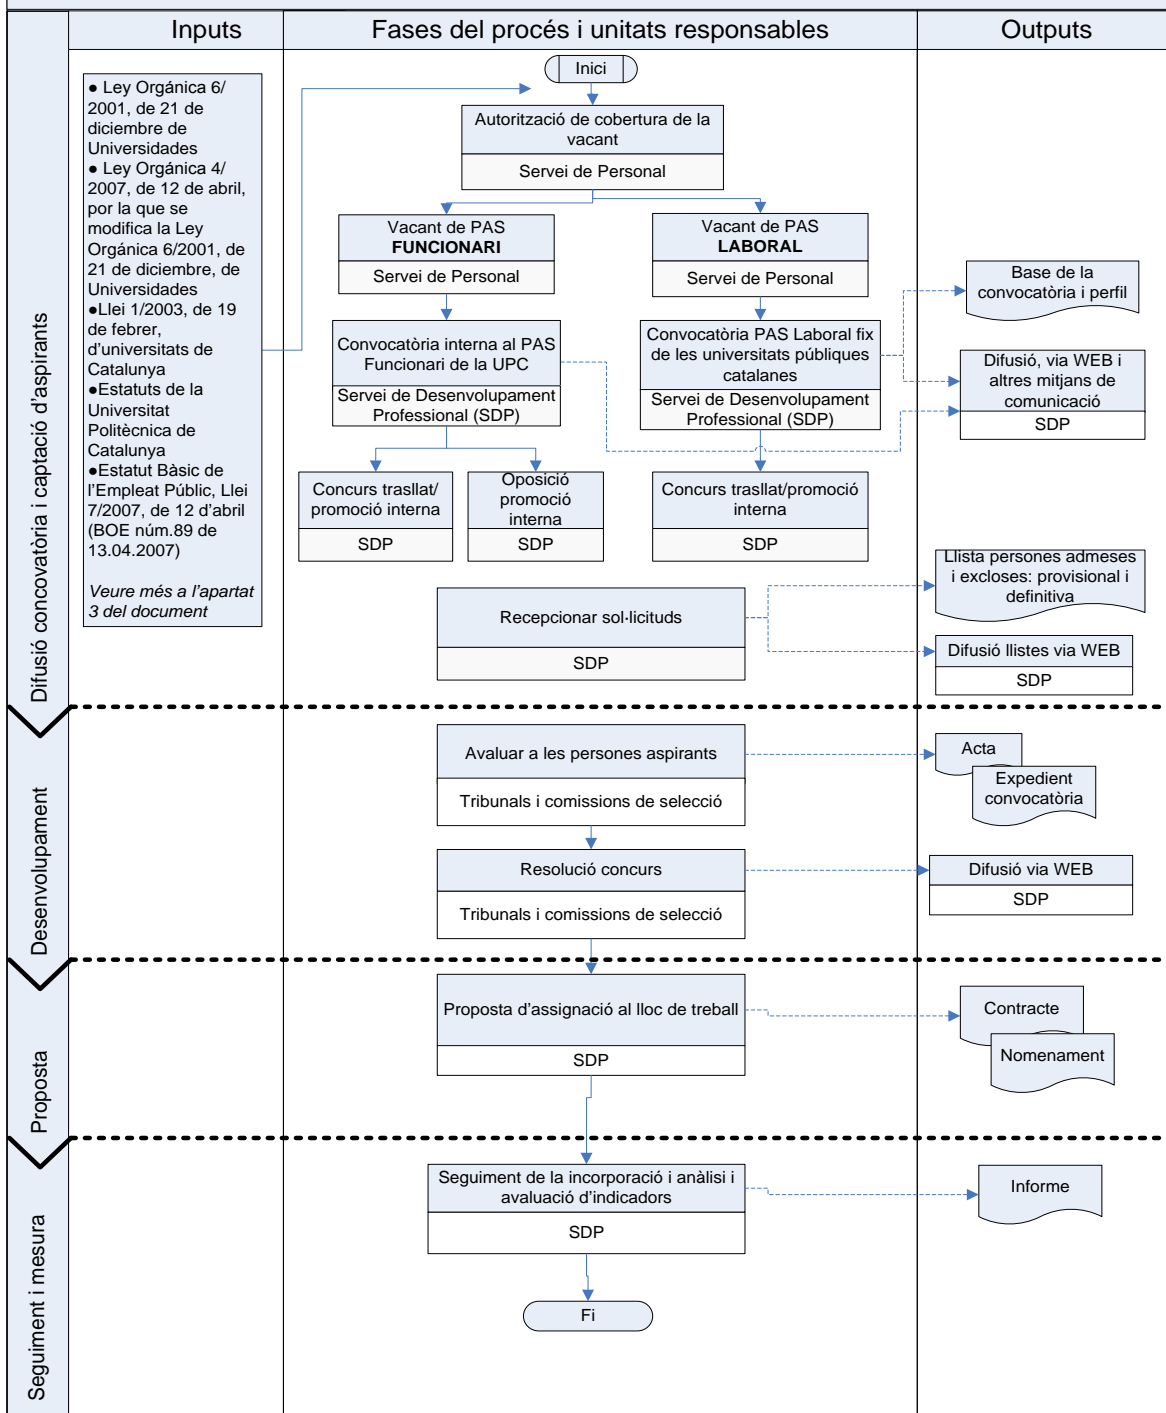 Inputs
Fases del procés i unitats responsables
Outputs
Difusió concovatòria i captació d'aspirants
● Ley Orgánica 6/
2001, de 21 de
diciembre de
Universidades
● Ley Orgánica 4/
2007, de 12 de abril,
por la que se
modifica la Ley
Orgánica 6/2001, de
21 de diciembre, de
Universidades
●Llei 1/2003, de 19
de febrer,
d'universitats de
Catalunya
●Estatuts de la
Universitat
Politècnica de
Catalunya
●Estatut Bàsic de
l'Empleat Públic, Llei
7/2007, de 12 d'abril
(BOE núm.89 de
13.04.2007)
Veure més a l'apartat
3 del document
Inici
Autorització de cobertura de la
vacant
Servei de Personal
Vacant de PAS
FUNCIONARI
Servei de Personal
Vacant de PAS
LABORAL
Servei de Personal
Base de la
convocatòria i perfil
Convocatòria interna al PAS
Funcionari de la UPC
Servei de Desenvolupament
Professional (SDP)
Convocatòria PAS Laboral fix
de les universitats públiques
catalanes
Servei de Desenvolupament
Professional (SDP)
Difusió, via WEB i
altres mitjans de
comunicació
SDP
Concurs trasllat/
promoció interna
SDP
Oposició
promoció
interna
SDP
Concurs trasllat/promoció
interna
SDP
Recepcionar sol·licituds
SDP
Llista persones admeses
i excloses: provisional i
definitiva
Difusió llistes via WEB
SDP
Desenvolupament
Avaluar a les persones aspirants
Tribunals i comissions de selecció
Acta
Expedient
convocatòria
Resolució concurs
Tribunals i comissions de selecció
Difusió via WEB
SDP
Proposta
Proposta d'assignació al lloc de treball
SDP
Contracte
Nomenament
Seguiment i mesura
Seguiment de la incorporació i anàlisi i
avaluació d'indicadors
SDP
Informe
Fi